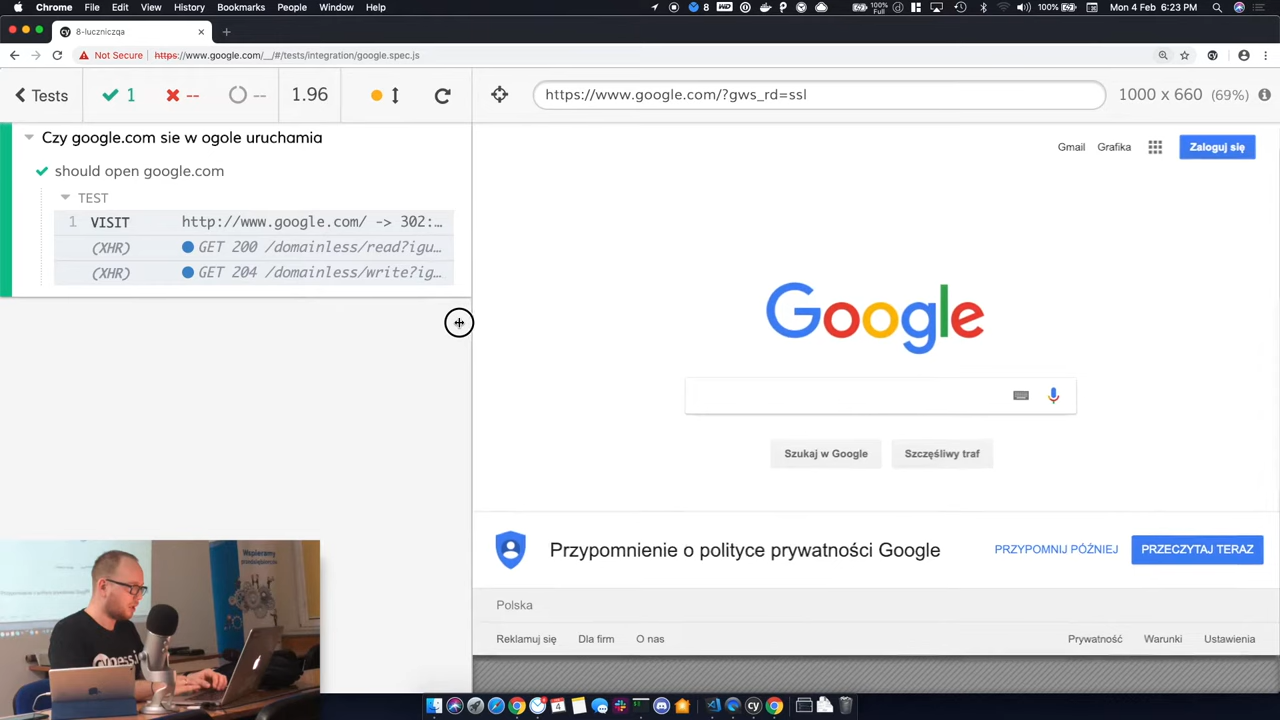 Chrome File Edit View History Bookmarks People Window Help
8 100% Full 100% Mon 4 Feb 6:23 PM
8-luczniczqa
Not Secure https://www.google.com/__/#/tests/integration/google.spec.js
Tests 1 -- -- 1.96
https://www.google.com/?gws_rd=ssl 1000 x 660 (69%)
Czy google.com sie w ogole uruchamia
should open google.com
TEST
1 VISIT http://www.google.com/ -> 302:…
(XHR) GET 200 /domainless/read?igu…
(XHR) GET 204 /domainless/write?ig…
Gmail Grafika Zaloguj się
Google
Szukaj w Google Szczęśliwy traf
Przypomnienie o polityce prywatności Google PRZYPOMNIJ PÓŹNIEJ PRZECZYTAJ TERAZ
Polska
Reklamuj się Dla firm O nas Prywatność Warunki Ustawienia
Wspieramy